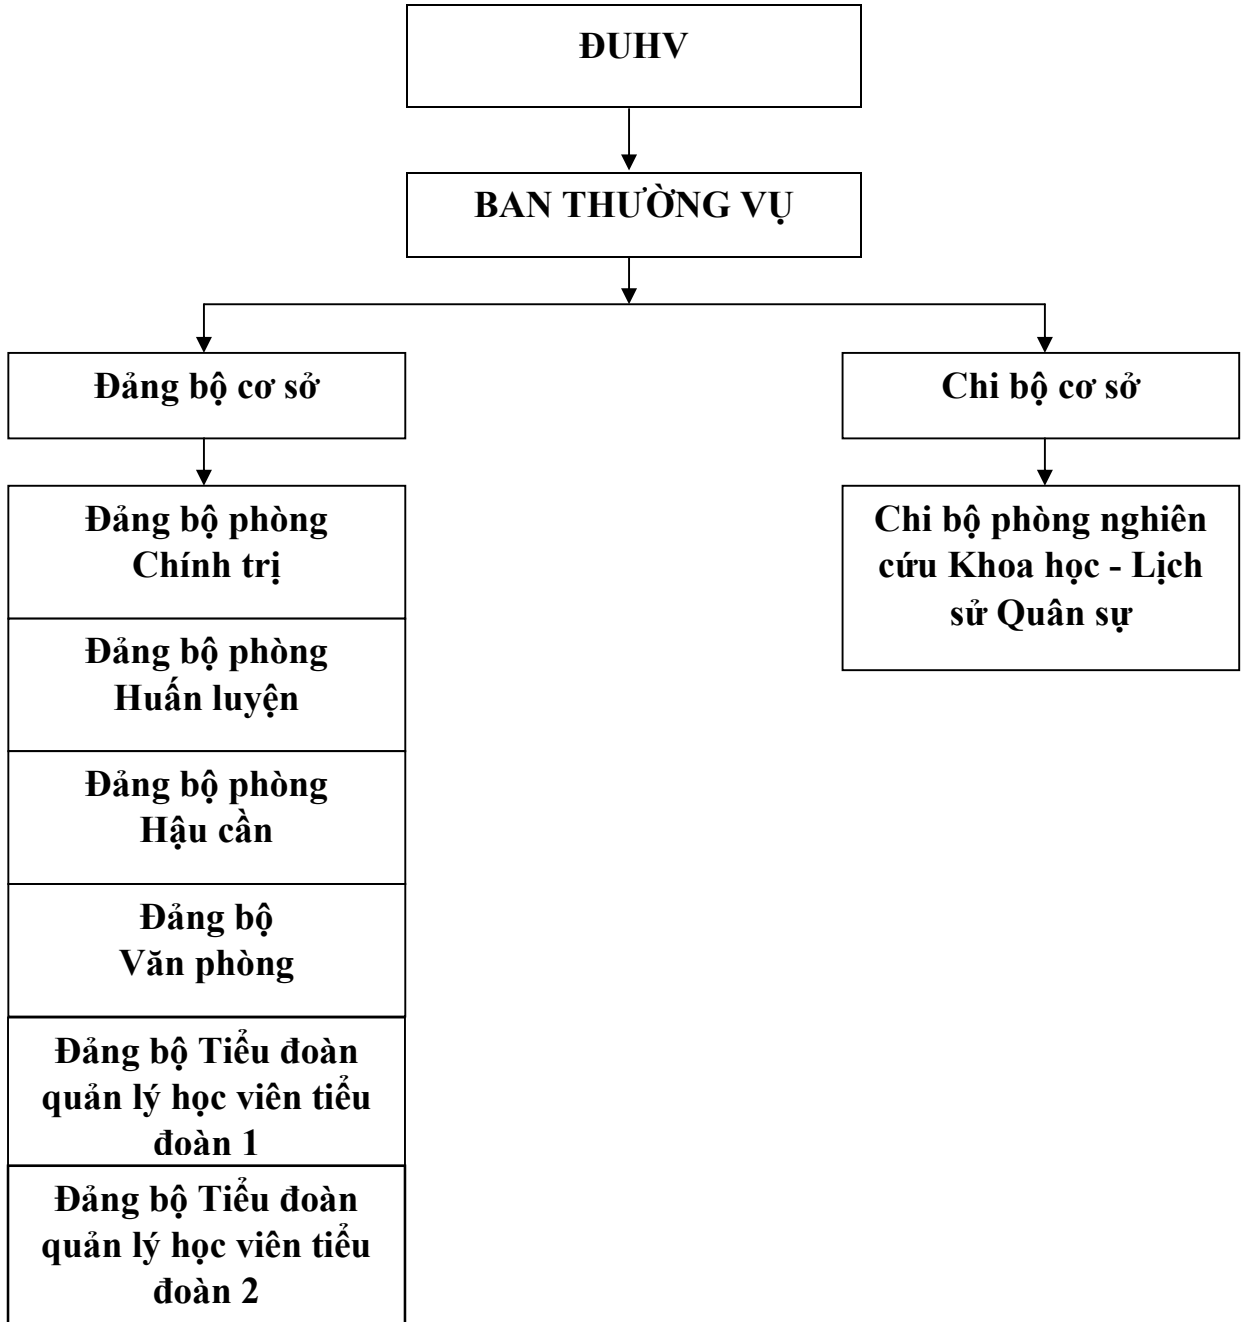 ĐUHV
BAN THƯỜNG VỤ
Đảng bộ cơ sở
Chi bộ cơ sở
Đảng bộ phòng
Chính trị
Chi bộ phòng nghiên
cứu Khoa học - Lịch
sử Quân sự
Đảng bộ phòng
Huấn luyện
Đảng bộ phòng
Hậu cần
Đảng bộ
Văn phòng
Đảng bộ Tiểu đoàn
quản lý học viên tiểu
đoàn 1
Đảng bộ Tiểu đoàn
quản lý học viên tiểu
đoàn 2